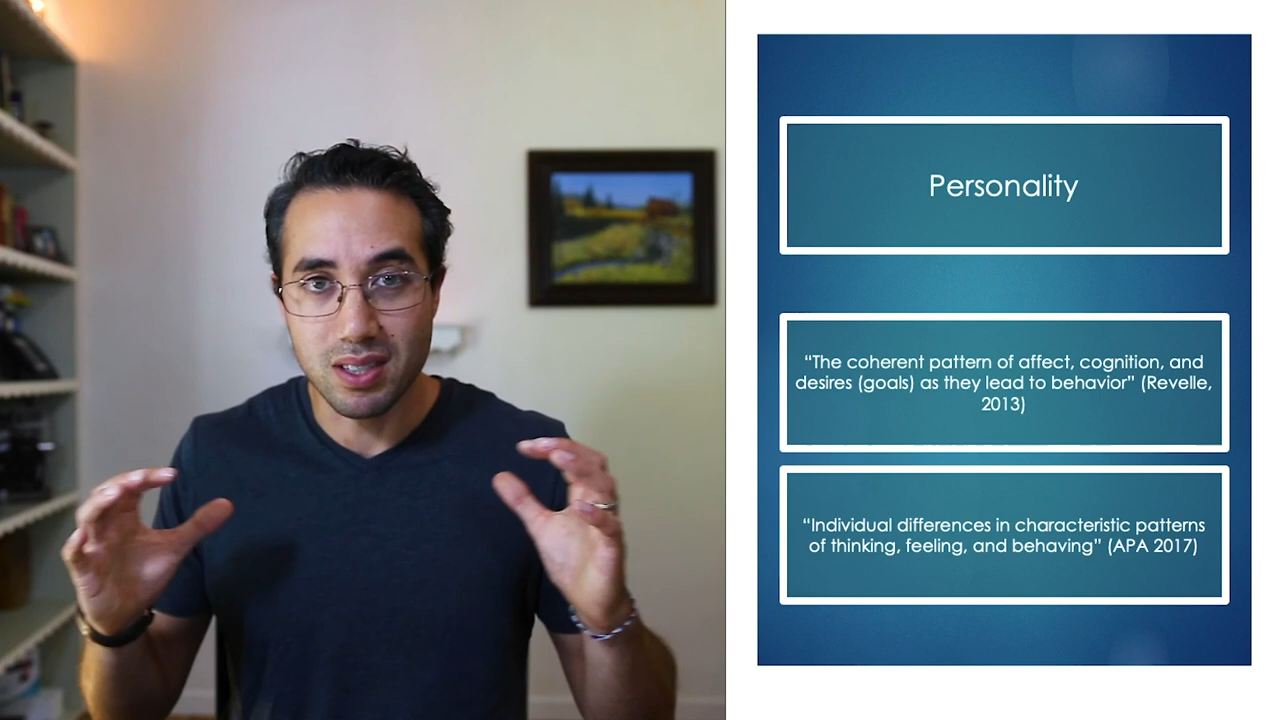 Personality
“The coherent pattern of affect, cognition, and
desires (goals) as they lead to behavior” (Revelle,
2013)
“Individual differences in characteristic patterns
of thinking, feeling, and behaving” (APA 2017)